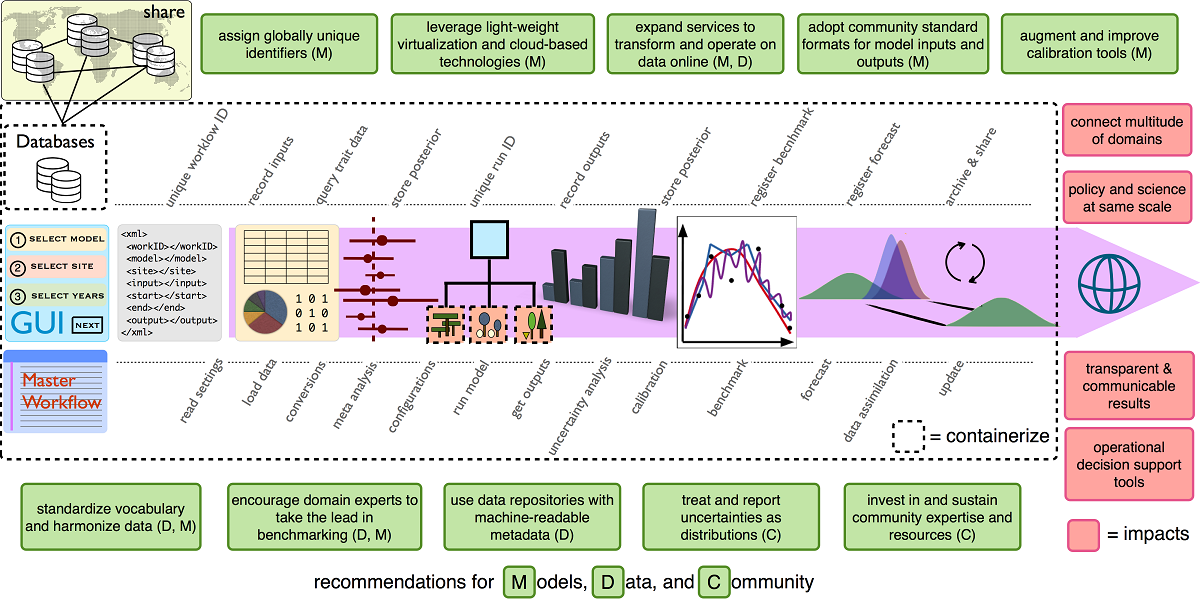 share
assign globally unique
identifiers (M)
leverage light-weight
virtualization and cloud-based
technologies (M)
expand services to
transform and operate on
data online (M, D)
adopt community standard
formats for model inputs and
outputs (M)
augment and improve
calibration tools (M)
Databases
unique worklow ID
record inputs
query trait data
store posterior
unique run ID
record outputs
store posterior
register becnhmark
register forecast
archive & share
connect multitude
of domains
policy and science
at same scale
1 SELECT MODEL
2 SELECT SITE
3 SELECT YEARS
GUI NEXT
<xml>
<workID></workID>
<model></model>
<site></site>
<input></input>
<start></start>
<end></end>
<output></output>
</xml>
1 0 1
0 1 0
1 0 1
Master
Workflow
read settings
load data
conversions
meta analysis
configurations
run model
get outputs
uncertainty analysis
calibration
benchmark
forecast
data assimilation
update
= containerize
transparent &
communicable
results
operational
decision support
tools
= impacts
standardize vocabulary
and harmonize data (D, M)
encourage domain experts to
take the lead in
benchmarking (D, M)
use data repositories with
machine-readable
metadata (D)
treat and report
uncertainties as
distributions (C)
invest in and sustain
community expertise and
resources (C)
recommendations for Models, Data, and Community